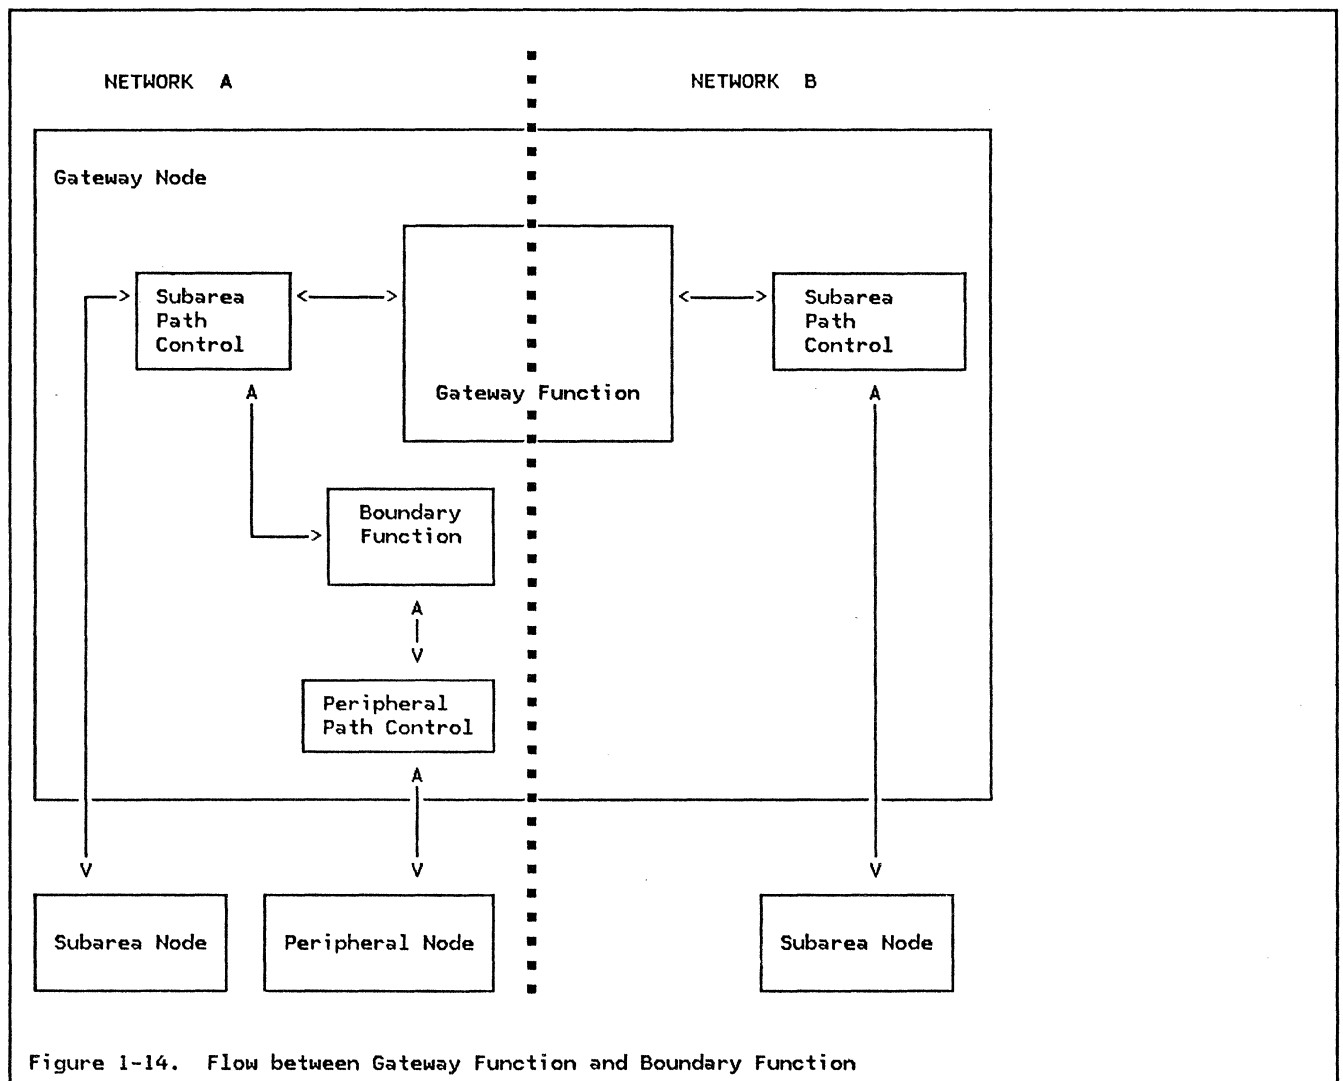 NETWORK A
NETWORK B
Gateway Node
Subarea
Path
Control
Gateway Function
Subarea
Path
Control
Boundary
Function
Peripheral
Path Control
Subarea Node
Peripheral Node
Subarea Node
Figure 1-14. Flow between Gateway Function and Boundary Function